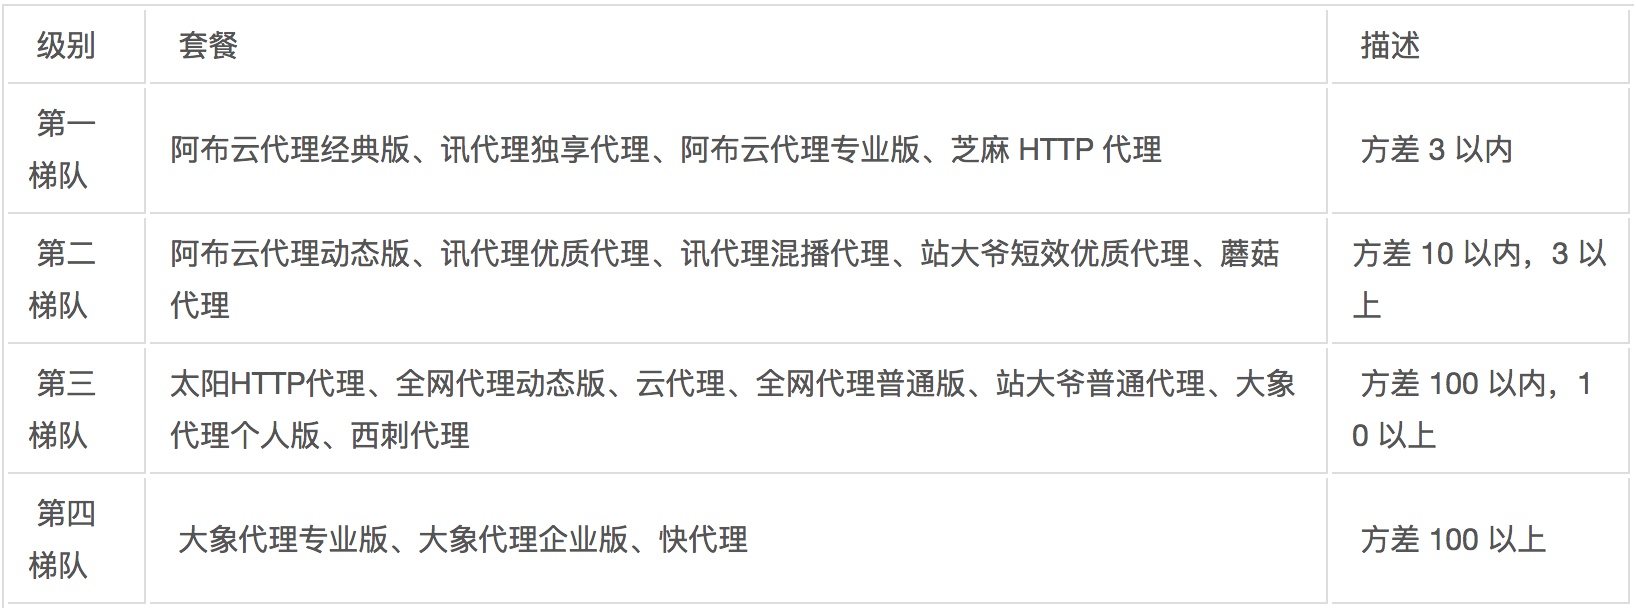 级别
套餐
描述
第一
梯队
阿布云代理经典版、讯代理独享代理、阿布云代理专业版、芝麻 HTTP 代理
方差 3 以内
第二
梯队
阿布云代理动态版、讯代理优质代理、讯代理混播代理、站大爷短效优质代理、蘑菇
代理
方差 10 以内，3 以
上
第三
梯队
太阳HTTP代理、全网代理动态版、云代理、全网代理普通版、站大爷普通代理、大象
代理个人版、西刺代理
方差 100 以内，1
0 以上
第四
梯队
大象代理专业版、大象代理企业版、快代理
方差 100 以上